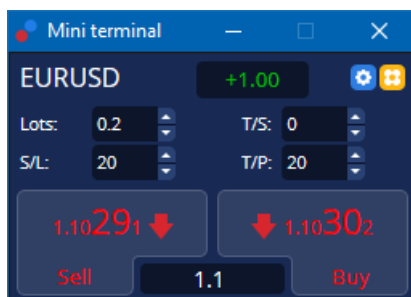 Mini terminal
EURUSD +1.00
Lots: 0.2 T/S: 0
S/L: 20 T/P: 20
1.10291 1.10302
Sell 1.1 Buy